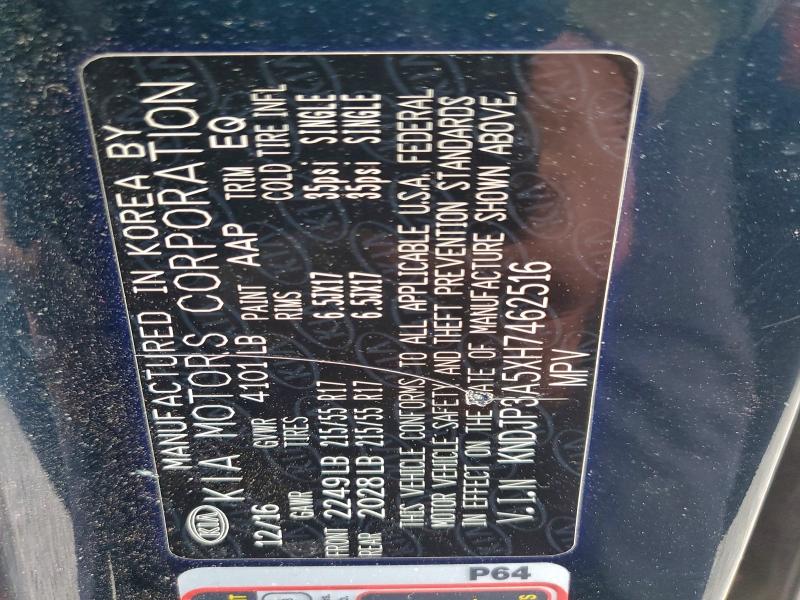 MANUFACTURED IN KOREA BY
KIA KIA MOTORS CORPORATION
12/16 GVWR 4101LB PAINT AAP TRIM EQ
GAWR TIRES RIMS COLD TIRE INFL
FRONT 2249LB 215/55 R17 6.5JX17 35psi SINGLE
REAR 2028LB 215/55 R17 6.5JX17 35psi SINGLE
THIS VEHICLE CONFORMS TO ALL APPLICABLE U.S.A. FEDERAL
MOTOR VEHICLE SAFETY AND THEFT PREVENTION STANDARDS
IN EFFECT ON THE DATE OF MANUFACTURE SHOWN ABOVE.
V.I.N KNDJP3A5XH7462516
MPV
P64